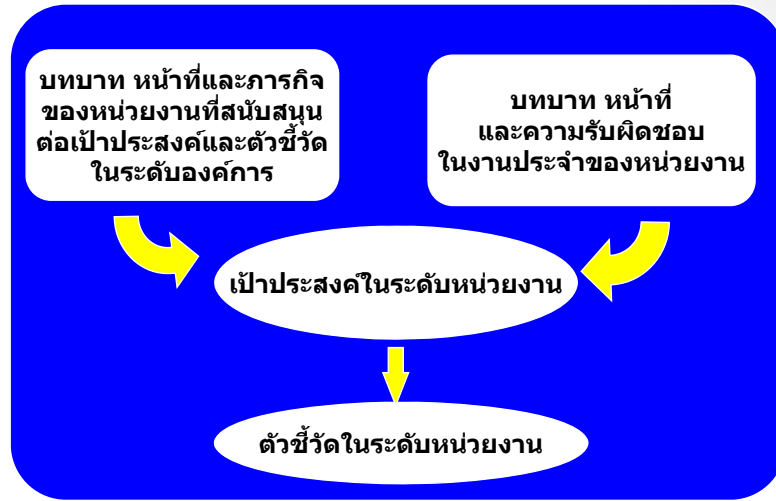 บทบาท หน้าที่และภารกิจ
ของหน่วยงานที่สนับสนุน
ต่อเป้าประสงค์และตัวชี้วัด
ในระดับองค์การ
บทบาท หน้าที่
และความรับผิดชอบ
ในงานประจำของหน่วยงาน
เป้าประสงค์ในระดับหน่วยงาน
ตัวชี้วัดในระดับหน่วยงาน